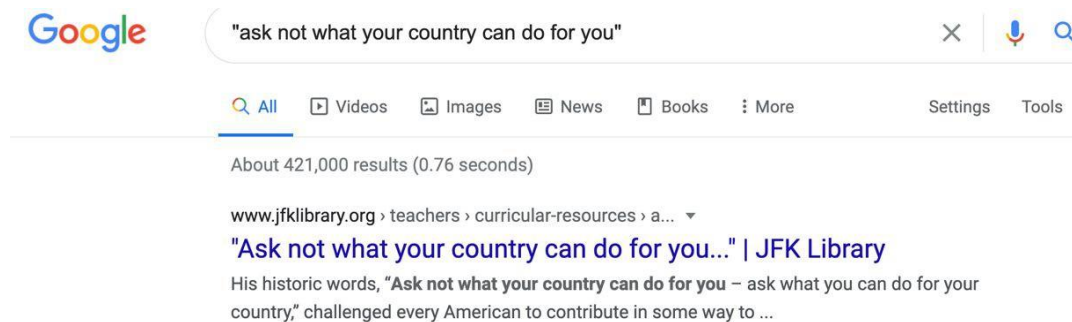 Google "ask not what your country can do for you"
All Videos Images News Books More Settings Tools
About 421,000 results (0.76 seconds)
www.jfklibrary.org › teachers › curricular-resources › a...
"Ask not what your country can do for you..." | JFK Library
His historic words, “Ask not what your country can do for you – ask what you can do for your
country,” challenged every American to contribute in some way to ...